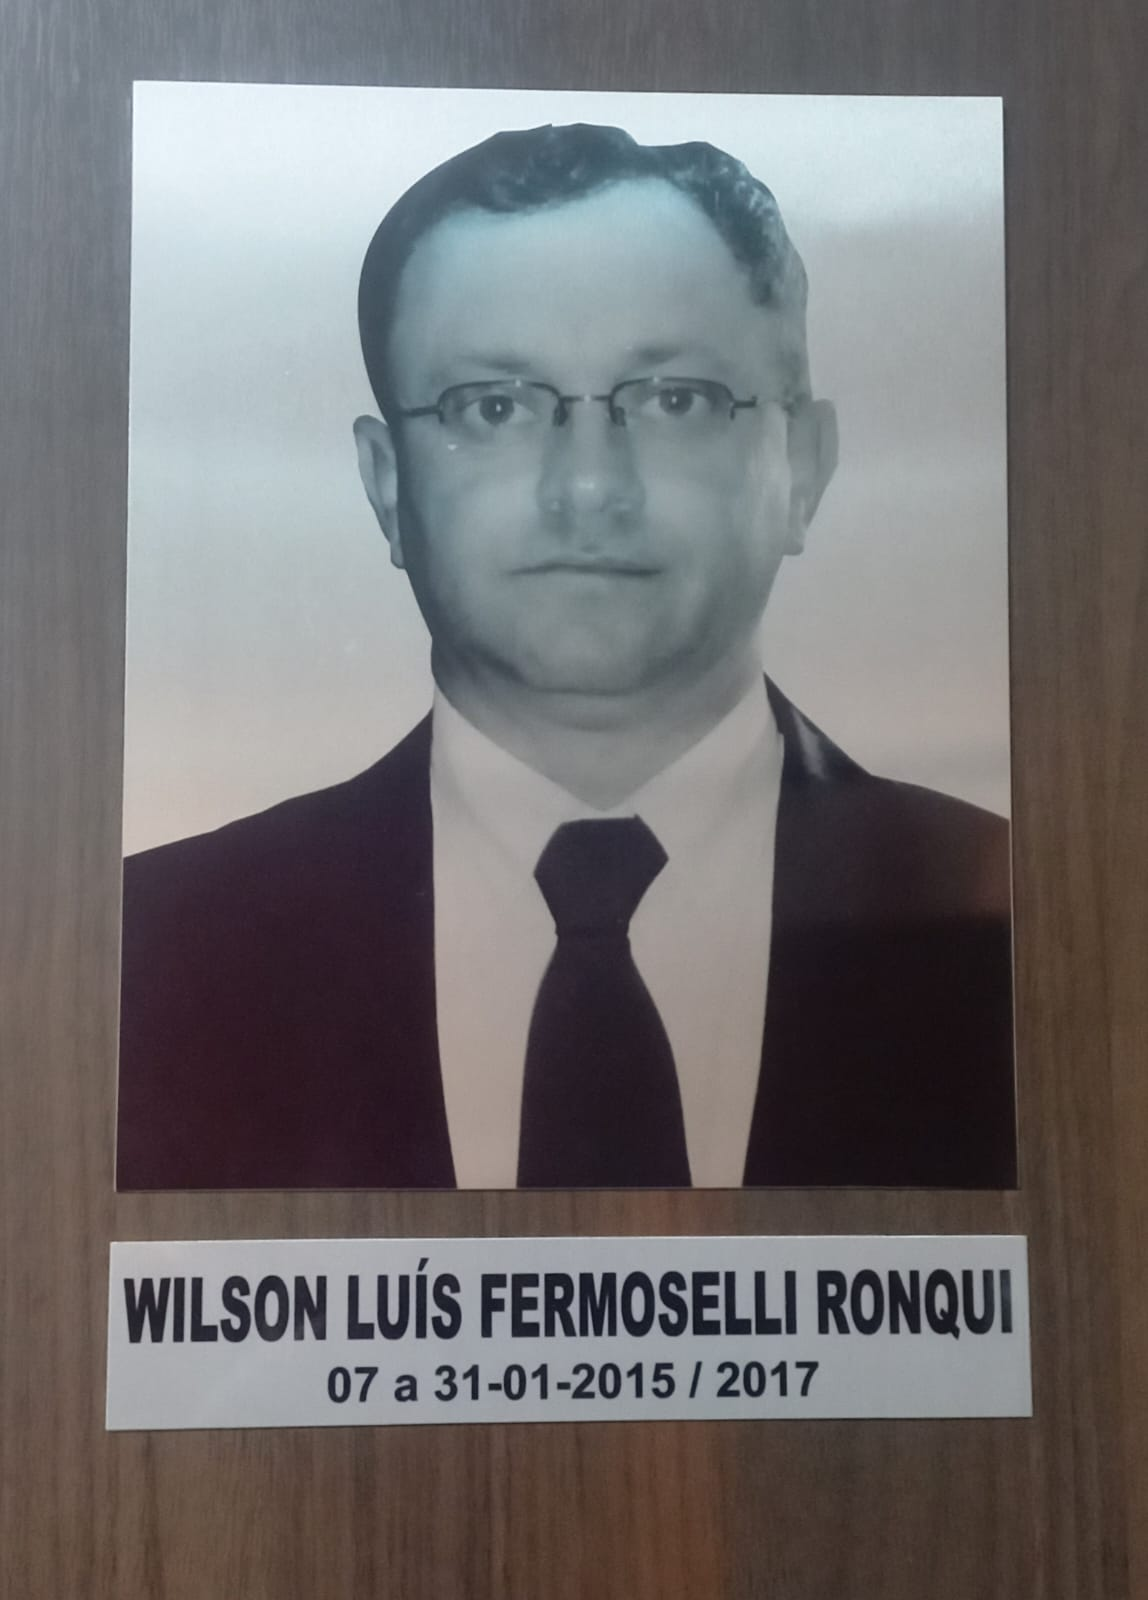 WILSON LUÍS FERMOSELLI RONQUI
07 a 31-01-2015 / 2017